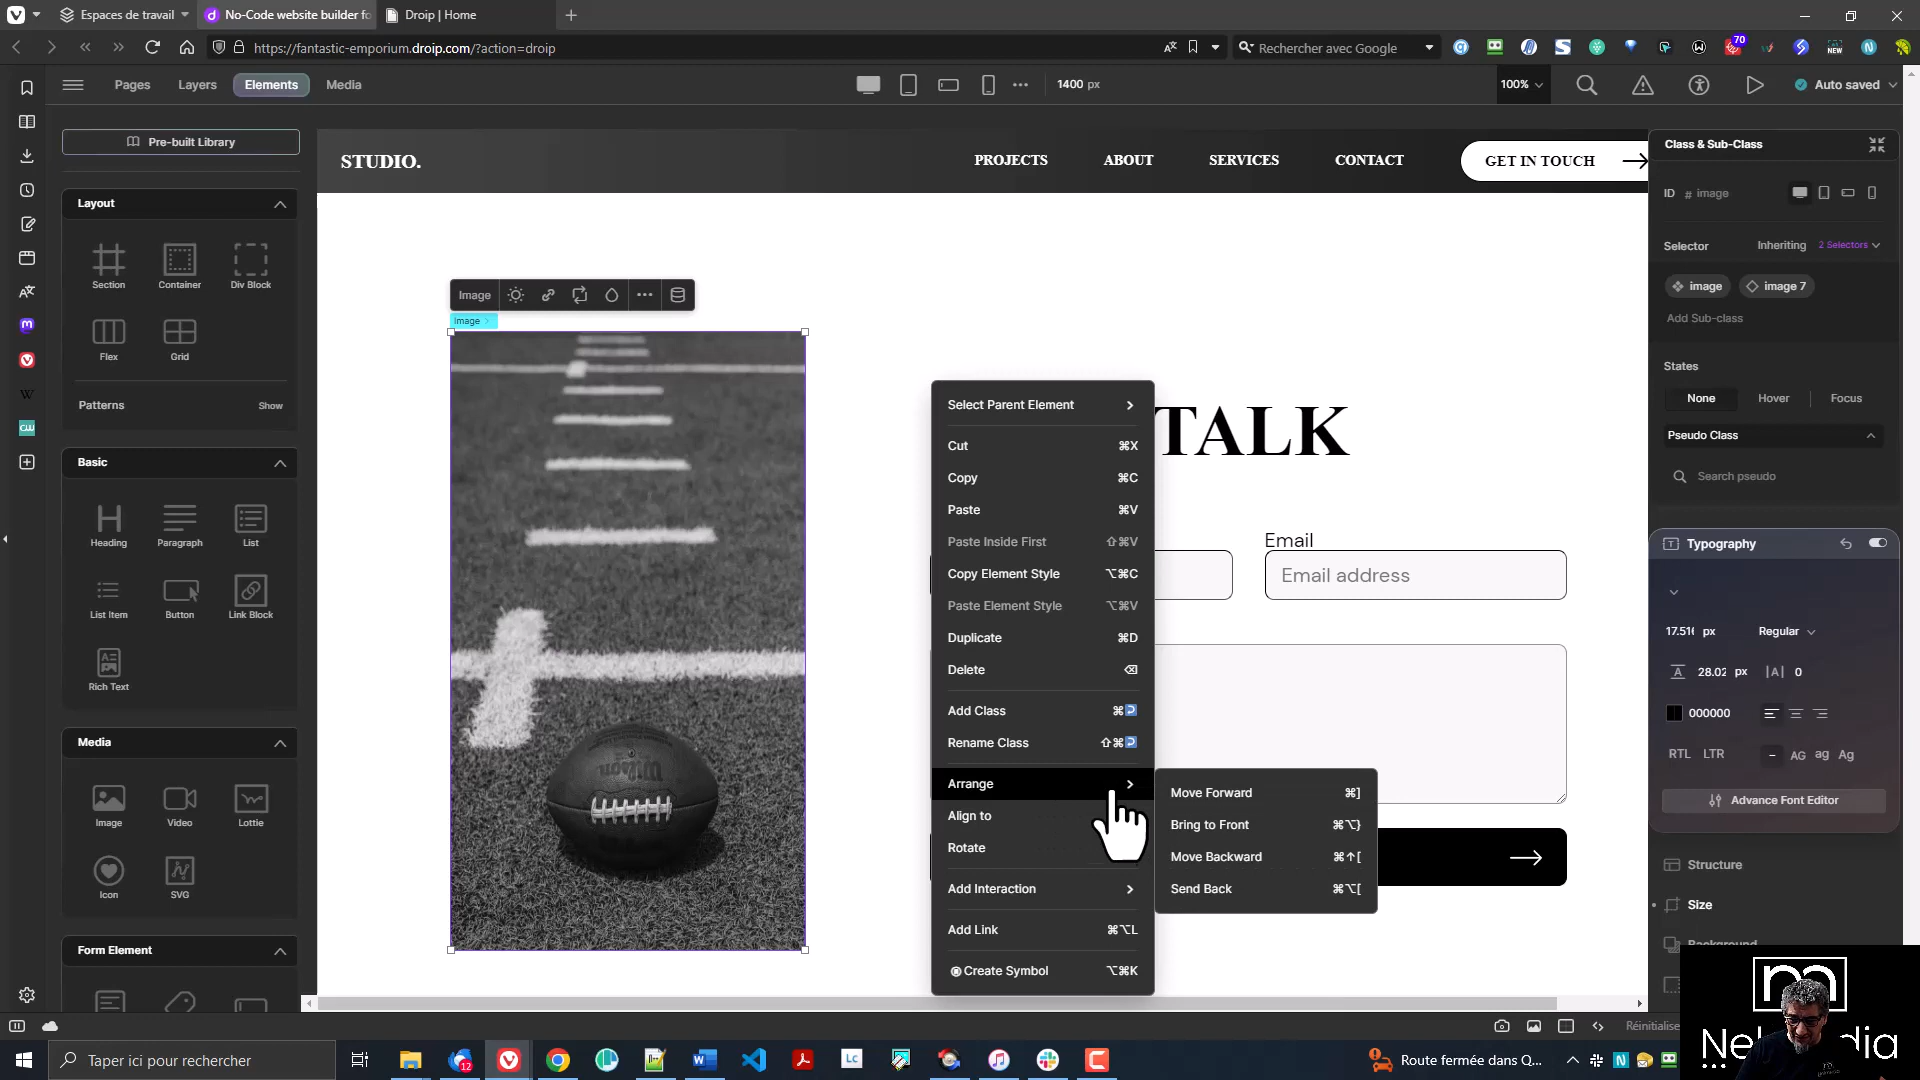 Espaces de travail
No-Code website builder fo
Droip | Home
https://fantastic-emporium.droip.com/?action=droip
Rechercher avec Google
70
NEW
Pages
Layers
Elements
Media
1400 px
100%
Auto saved
Pre-built Library
Layout
Section
Container
Div Block
Flex
Grid
Patterns
Show
Basic
Heading
Paragraph
List
List Item
Button
Link Block
Rich Text
Media
Image
Video
Lottie
Icon
SVG
Form Element
STUDIO.
PROJECTS
ABOUT
SERVICES
CONTACT
GET IN TOUCH
Image
Image
Wilson
TALK
Email
Email address
Select Parent Element
Cut ⌘X
Copy ⌘C
Paste ⌘V
Paste Inside First ⇧⌘V
Copy Element Style ⌥⌘C
Paste Element Style ⌥⌘V
Duplicate ⌘D
Delete ⌫
Add Class ⌘
Rename Class ⇧⌘
Arrange
Align to
Rotate
Add Interaction
Add Link ⌘⌥L
Create Symbol ⌥⌘K
Move Forward ⌘]
Bring to Front ⌘⌥}
Move Backward ⌘↑[
Send Back ⌘⌥[
Class & Sub-Class
ID # image
Selector
Inheriting 2 Selectors
image
image 7
Add Sub-class
States
None
Hover
Focus
Pseudo Class
Search pseudo
Typography
px
Regular
px
0
000000
RTL LTR
– AG ag Ag
Advance Font Editor
Structure
Size
Background
Taper ici pour rechercher
12
LC
Route fermée dans Q...